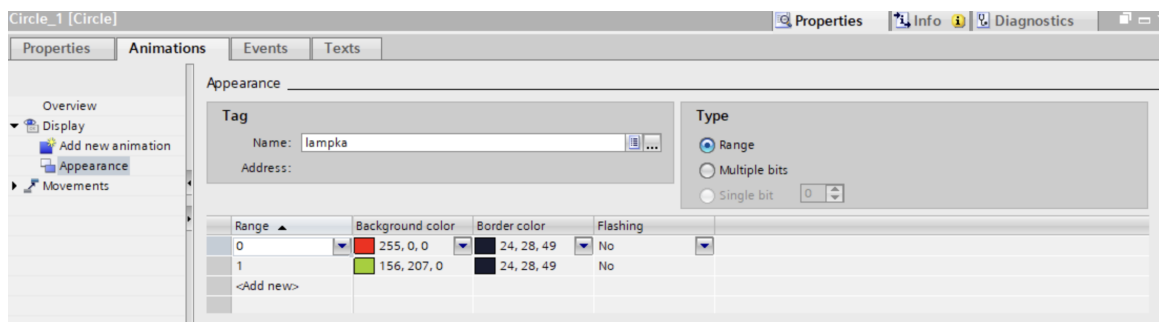 Circle_1 [Circle]
Properties Info Diagnostics
Properties Animations Events Texts
Appearance
Overview
Display
Add new animation
Appearance
Movements
Tag
Name: lampka
Address:
Type
Range
Multiple bits
Single bit 0
Range Background color Border color Flashing
0 255, 0, 0 24, 28, 49 No
1 156, 207, 0 24, 28, 49 No
<Add new>